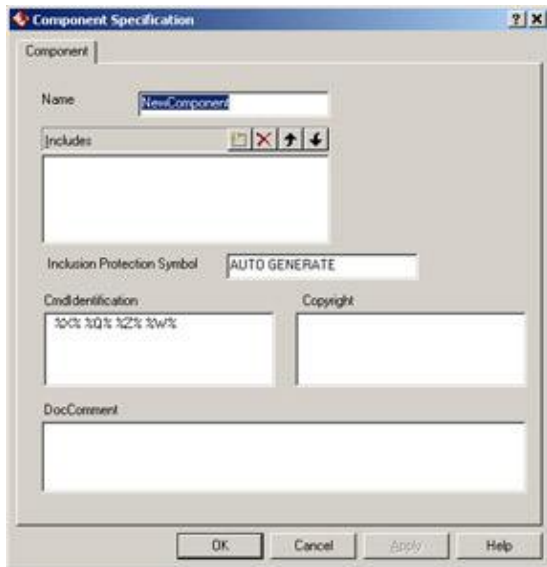 Component Specification
Component
Name
NewComponent
Includes
Inclusion Protection Symbol
AUTO GENERATE
CmdIdentification
Copyright
%X% %Q% %Z% %W%
DocComment
OK
Cancel
Apply
Help